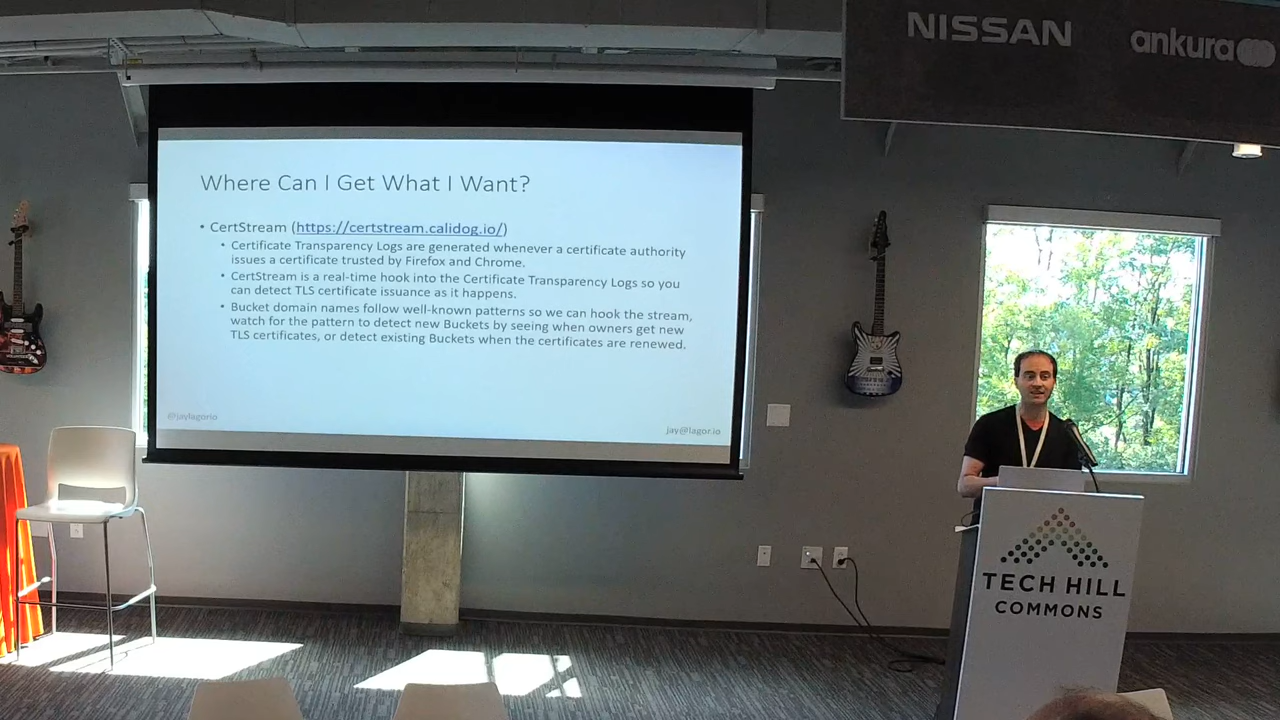 NISSAN
ankura
Where Can I Get What I Want?
• CertStream (https://certstream.calidog.io/)
• Certificate Transparency Logs are generated whenever a certificate authority
issues a certificate trusted by Firefox and Chrome.
• CertStream is a real-time hook into the Certificate Transparency Logs so you
can detect TLS certificate issuance as it happens.
• Bucket domain names follow well-known patterns so we can hook the stream,
watch for the pattern to detect new Buckets by seeing when owners get new
TLS certificates, or detect existing Buckets when the certificates are renewed.
@jaylagorio
jay@lagor.io
TECH HILL
COMMONS